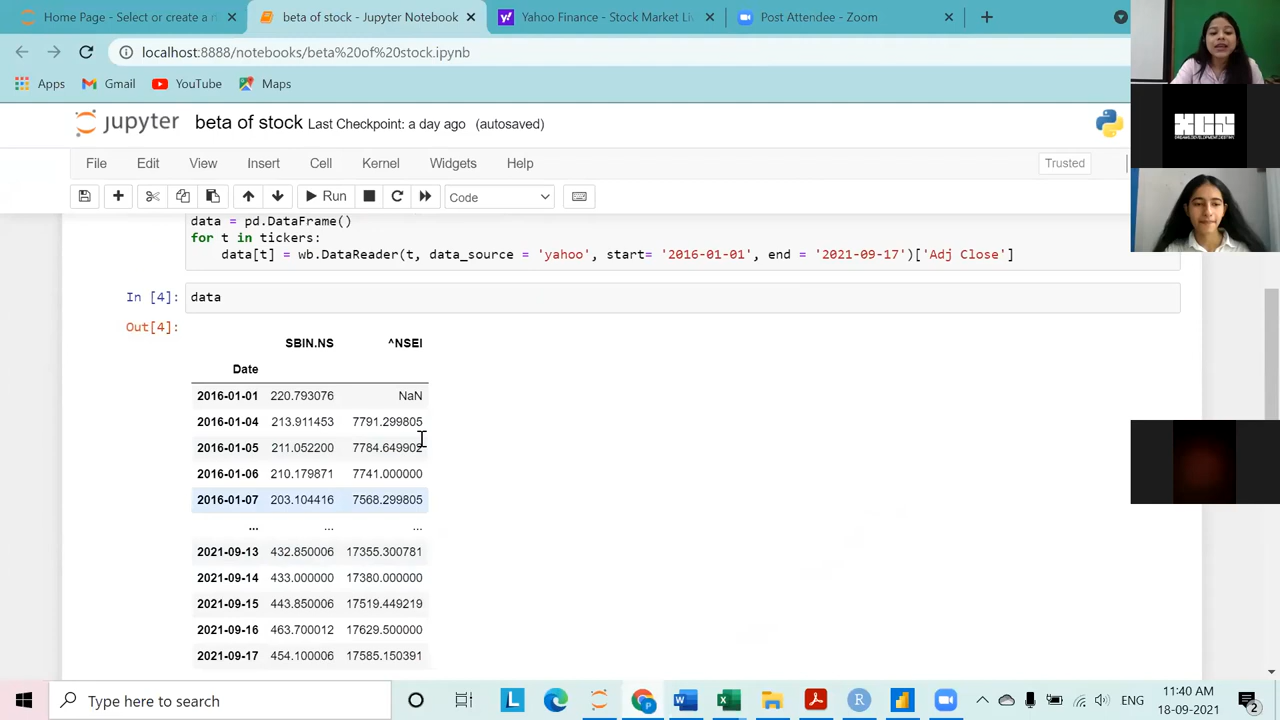 Home Page - Select or create a n
beta of stock - Jupyter Notebook
Yahoo Finance - Stock Market Liv
Post Attendee - Zoom
localhost:8888/notebooks/beta%20of%20stock.ipynb
Apps Gmail YouTube Maps
jupyter beta of stock Last Checkpoint: a day ago (autosaved)
File Edit View Insert Cell Kernel Widgets Help Trusted
Run Code
data = pd.DataFrame()
for t in tickers:
data[t] = wb.DataReader(t, data_source = 'yahoo', start= '2016-01-01', end = '2021-09-17')['Adj Close']
In [4]: data
Out[4]:
SBIN.NS ^NSEI
Date
2016-01-01 220.793076 NaN
2016-01-04 213.911453 7791.299805
2016-01-05 211.052200 7784.649902
2016-01-06 210.179871 7741.000000
2016-01-07 203.104416 7568.299805
... ... ...
2021-09-13 432.850006 17355.300781
2021-09-14 433.000000 17380.000000
2021-09-15 443.850006 17519.449219
2021-09-16 463.700012 17629.500000
2021-09-17 454.100006 17585.150391
Type here to search
ENG
11:40 AM
18-09-2021
2